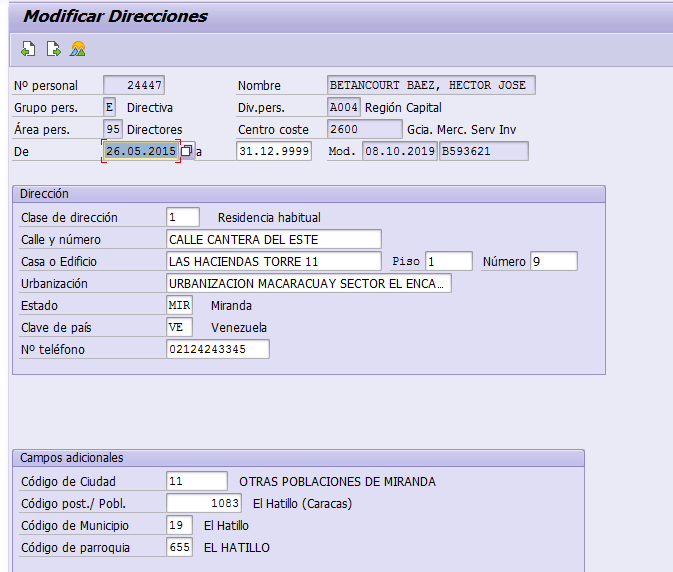 Modificar Direcciones
Nº personal 24447 Nombre BETANCOURT BAEZ, HECTOR JOSE
Grupo pers. E Directiva Div.pers. A004 Región Capital
Área pers. 95 Directores Centro coste 2600 Gcia. Merc. Serv Inv
De 26.05.2015 a 31.12.9999 Mod. 08.10.2019 B593621
Dirección
Clase de dirección 1 Residencia habitual
Calle y número CALLE CANTERA DEL ESTE
Casa o Edificio LAS HACIENDAS TORRE 11 Piso 1 Número 9
Urbanización URBANIZACION MACARACUAY SECTOR EL ENCA...
Estado MIR Miranda
Clave de país VE Venezuela
Nº teléfono 02124243345
Campos adicionales
Código de Ciudad 11 OTRAS POBLACIONES DE MIRANDA
Código post./ Pobl. 1083 El Hatillo (Caracas)
Código de Municipio 19 El Hatillo
Código de parroquia 655 EL HATILLO